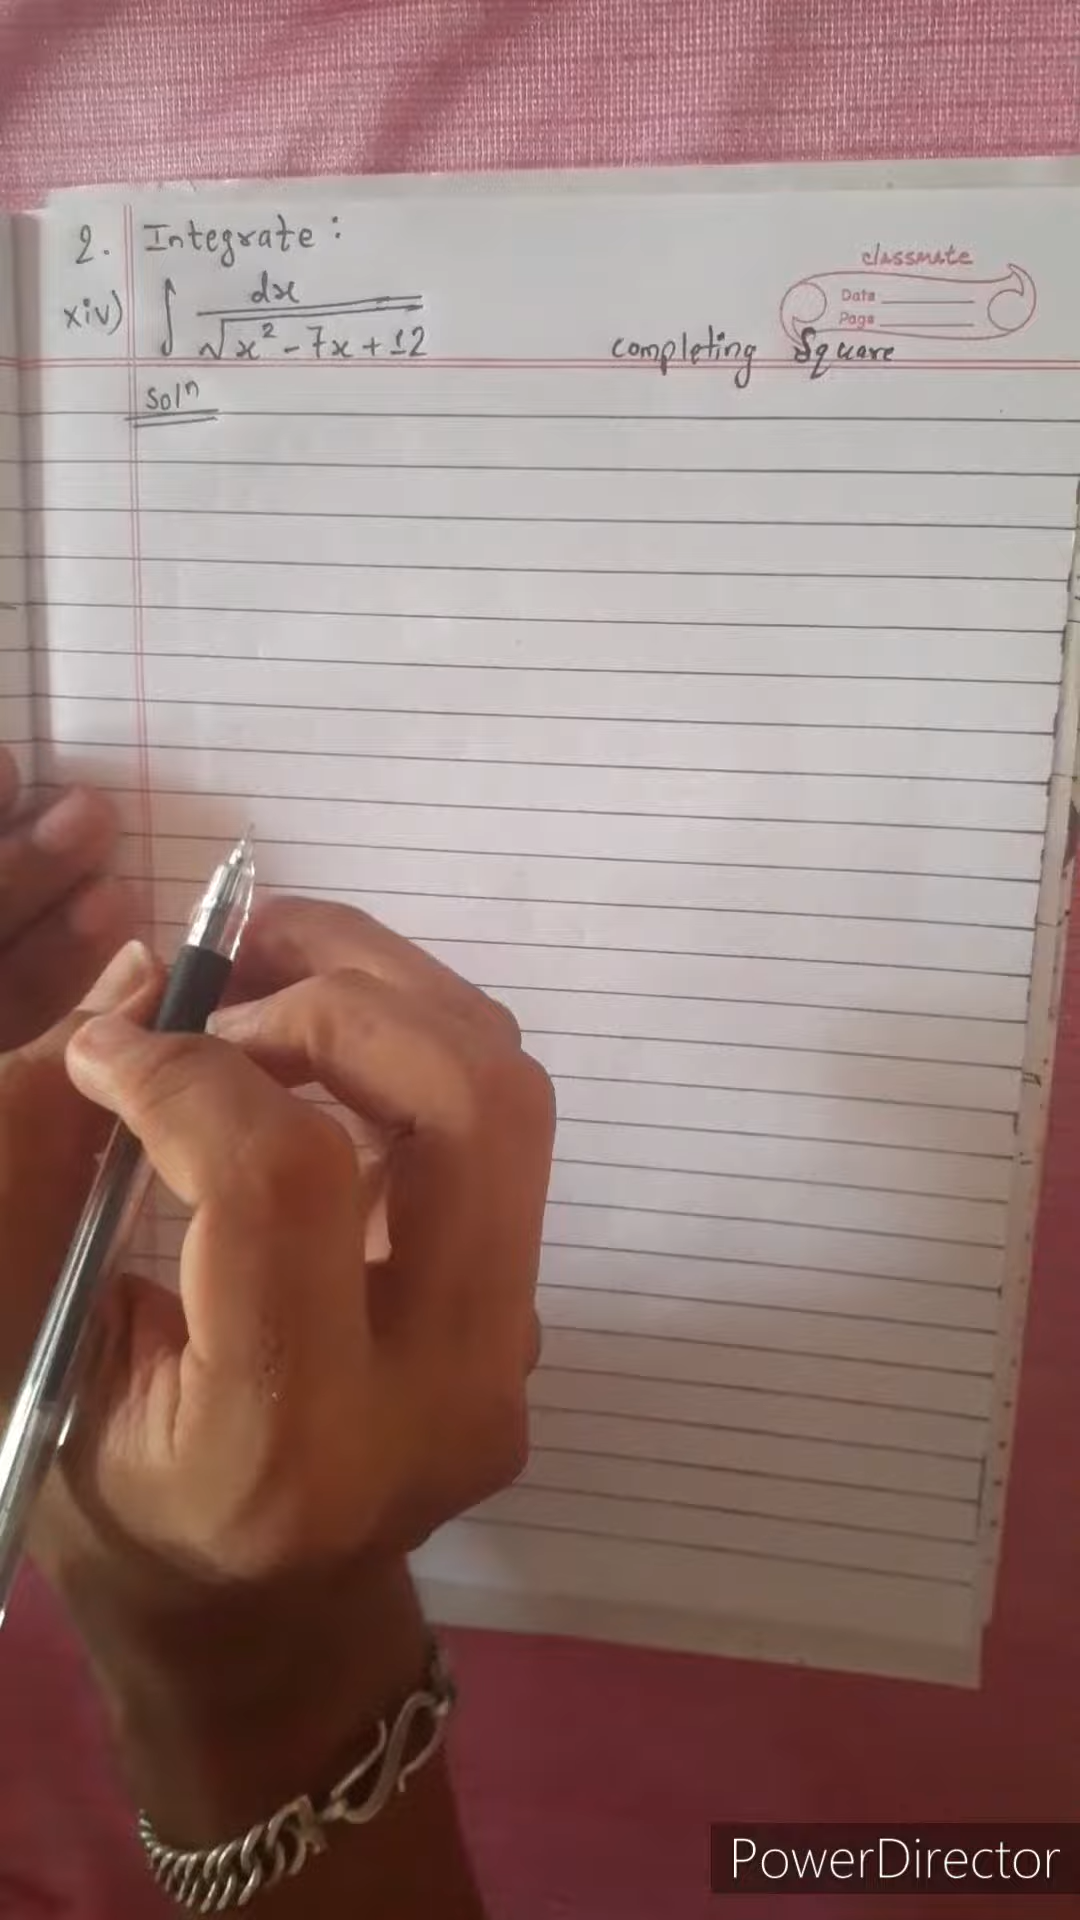 2. Integrate :
xiv) ∫ dx / √(x² - 7x + 12)
classmate
Date
Page
completing Square
Solⁿ
PowerDirector